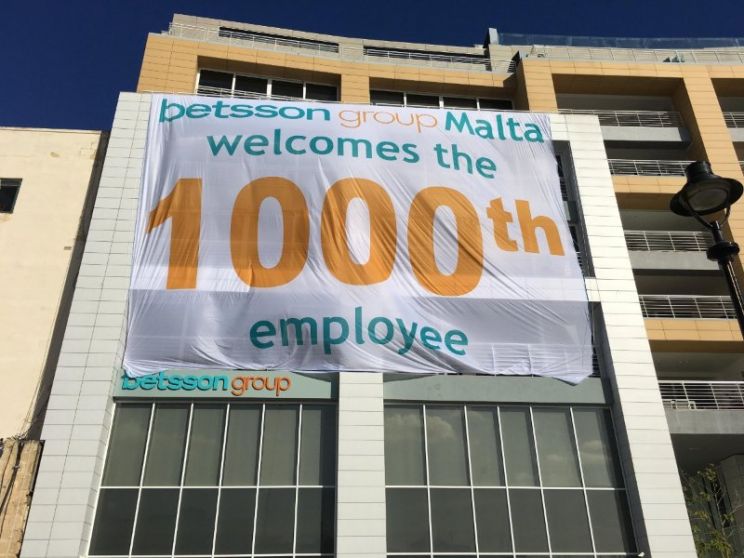 betsson group Malta
welcomes the
1000th
employee
betsson group